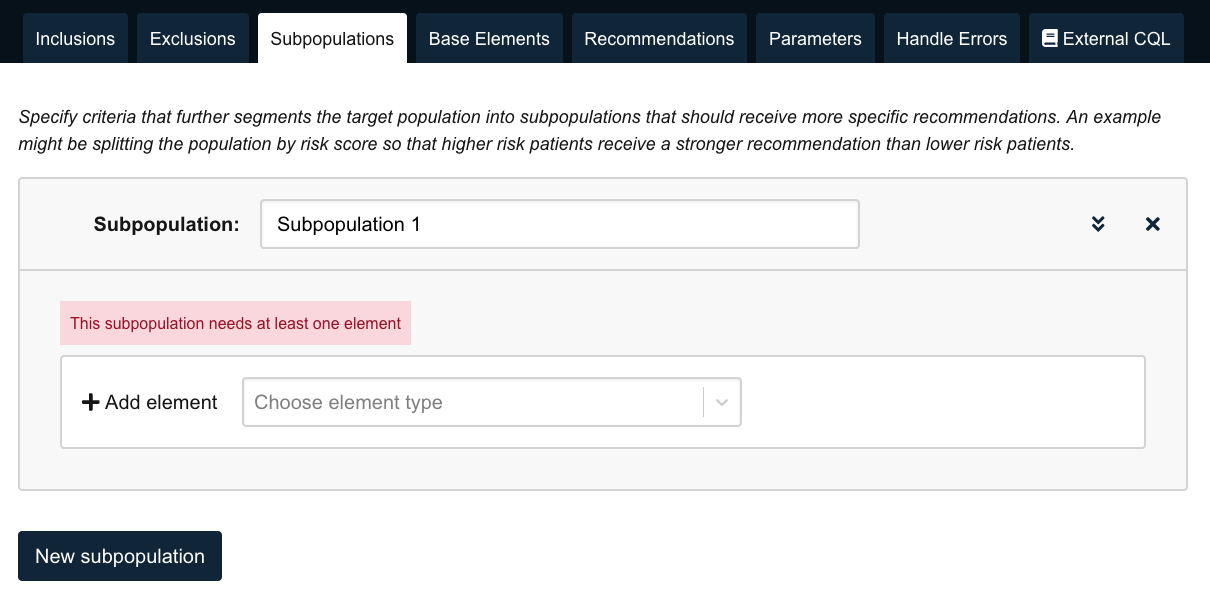 Inclusions Exclusions Subpopulations Base Elements Recommendations Parameters Handle Errors External CQL
Specify criteria that further segments the target population into subpopulations that should receive more specific recommendations. An example
might be splitting the population by risk score so that higher risk patients receive a stronger recommendation than lower risk patients.
Subpopulation: Subpopulation 1
This subpopulation needs at least one element
Add element Choose element type
New subpopulation